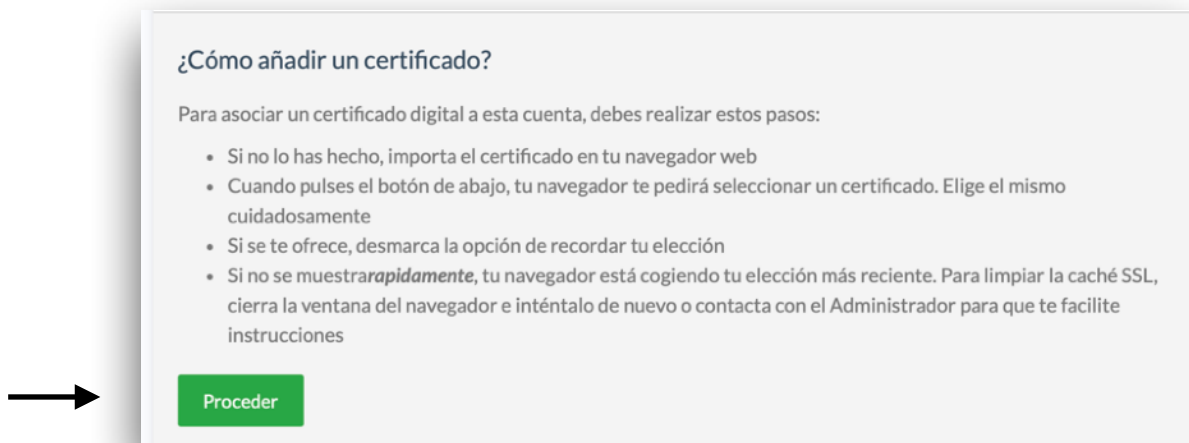 ¿Cómo añadir un certificado?
Para asociar un certificado digital a esta cuenta, debes realizar estos pasos:
• Si no lo has hecho, importa el certificado en tu navegador web
• Cuando pulses el botón de abajo, tu navegador te pedirá seleccionar un certificado. Elige el mismo
cuidadosamente
• Si se te ofrece, desmarca la opción de recordar tu elección
• Si no se muestrarapidamente, tu navegador está cogiendo tu elección más reciente. Para limpiar la caché SSL,
cierra la ventana del navegador e inténtalo de nuevo o contacta con el Administrador para que te facilite
instrucciones
Proceder